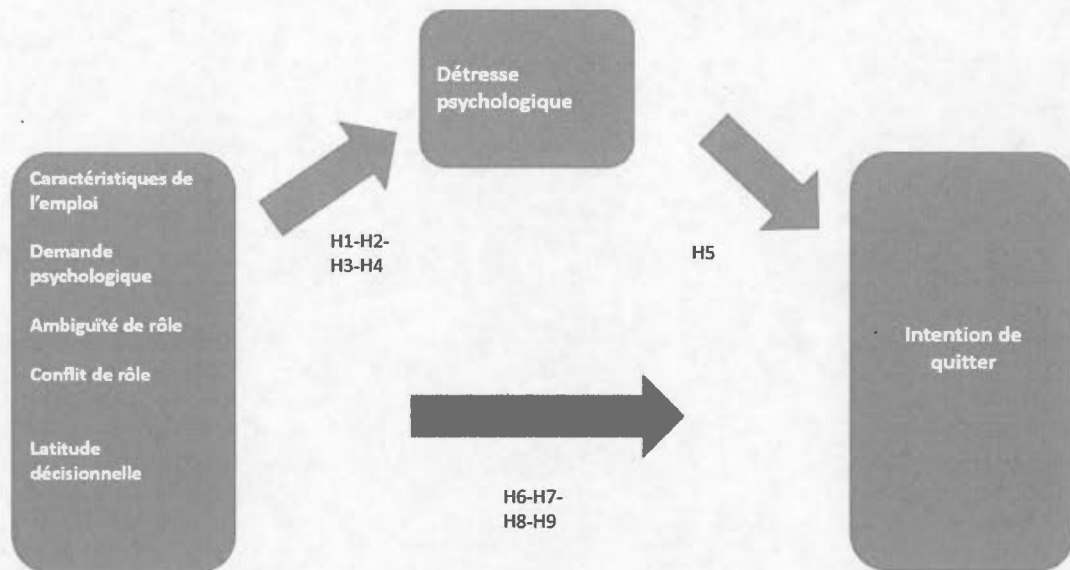 Détresse
psychologique
Caractéristiques de
l'emploi
Demande
psychologique
Ambiguïté de rôle
Conflit de rôle
Latitude
décisionnelle
H1-H2-
H3-H4
H5
Intention de
quitter
H6-H7-
H8-H9